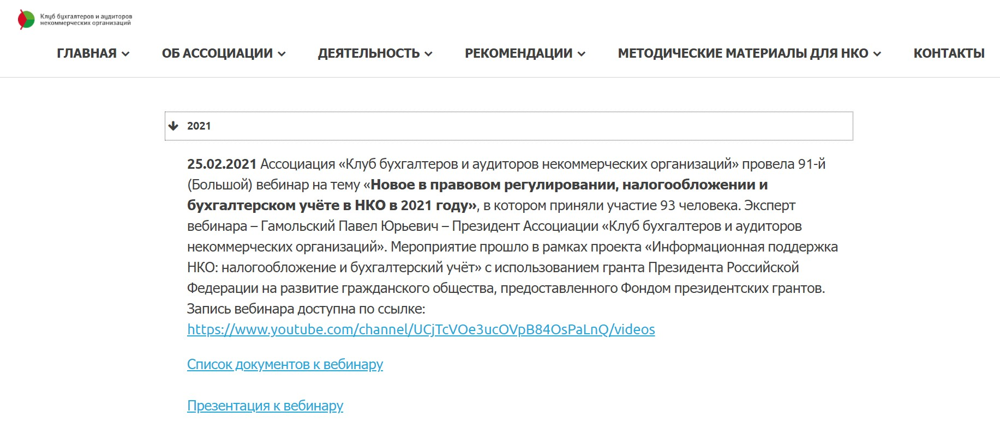 Клуб бухгалтеров и аудиторов
некоммерческих организаций
ГЛАВНАЯ ОБ АССОЦИАЦИИ ДЕЯТЕЛЬНОСТЬ РЕКОМЕНДАЦИИ МЕТОДИЧЕСКИЕ МАТЕРИАЛЫ ДЛЯ НКО КОНТАКТЫ
2021
25.02.2021 Ассоциация «Клуб бухгалтеров и аудиторов некоммерческих организаций» провела 91-й
(Большой) вебинар на тему «Новое в правовом регулировании, налогообложении и
бухгалтерском учёте в НКО в 2021 году», в котором приняли участие 93 человека. Эксперт
вебинара – Гамольский Павел Юрьевич – Президент Ассоциации «Клуб бухгалтеров и аудиторов
некоммерческих организаций». Мероприятие прошло в рамках проекта «Информационная поддержка
НКО: налогообложение и бухгалтерский учёт» с использованием гранта Президента Российской
Федерации на развитие гражданского общества, предоставленного Фондом президентских грантов.
Запись вебинара доступна по ссылке:
https://www.youtube.com/channel/UCjTcVOe3ucOVpB84OsPaLnQ/videos
Список документов к вебинару
Презентация к вебинару